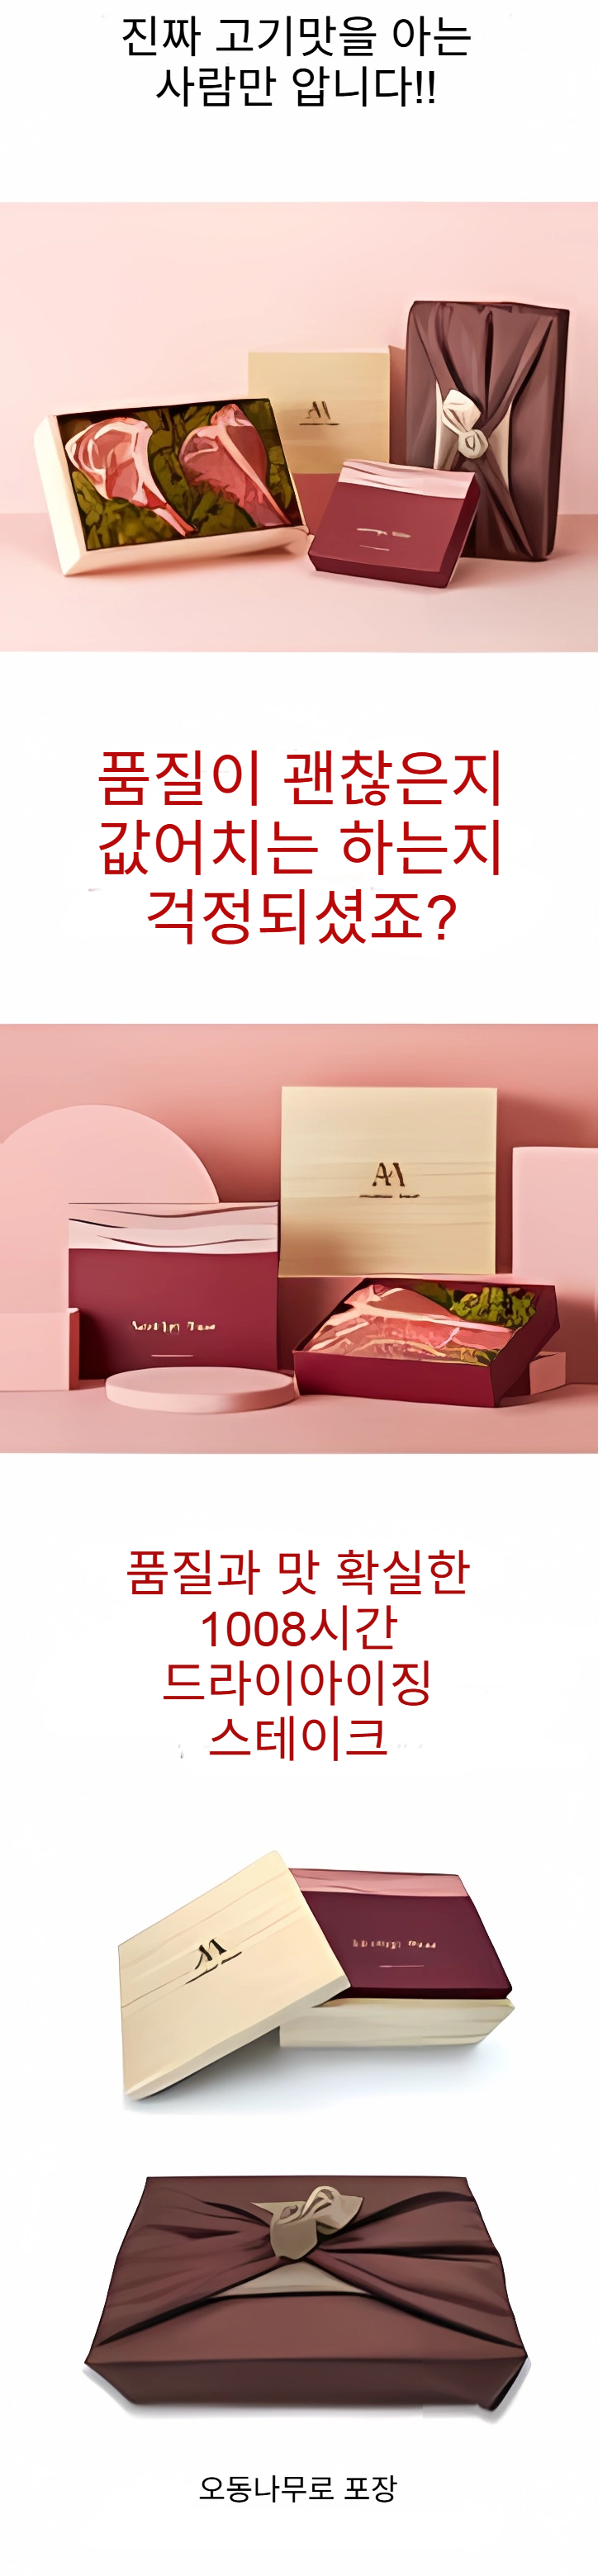 진짜 고기맛을 아는
사람만 압니다!!
품질이 괜찮은지
값어치는 하는지
걱정되셨죠?
품질과 맛 확실한
1008시간
드라이아이징
스테이크
오동나무로 포장